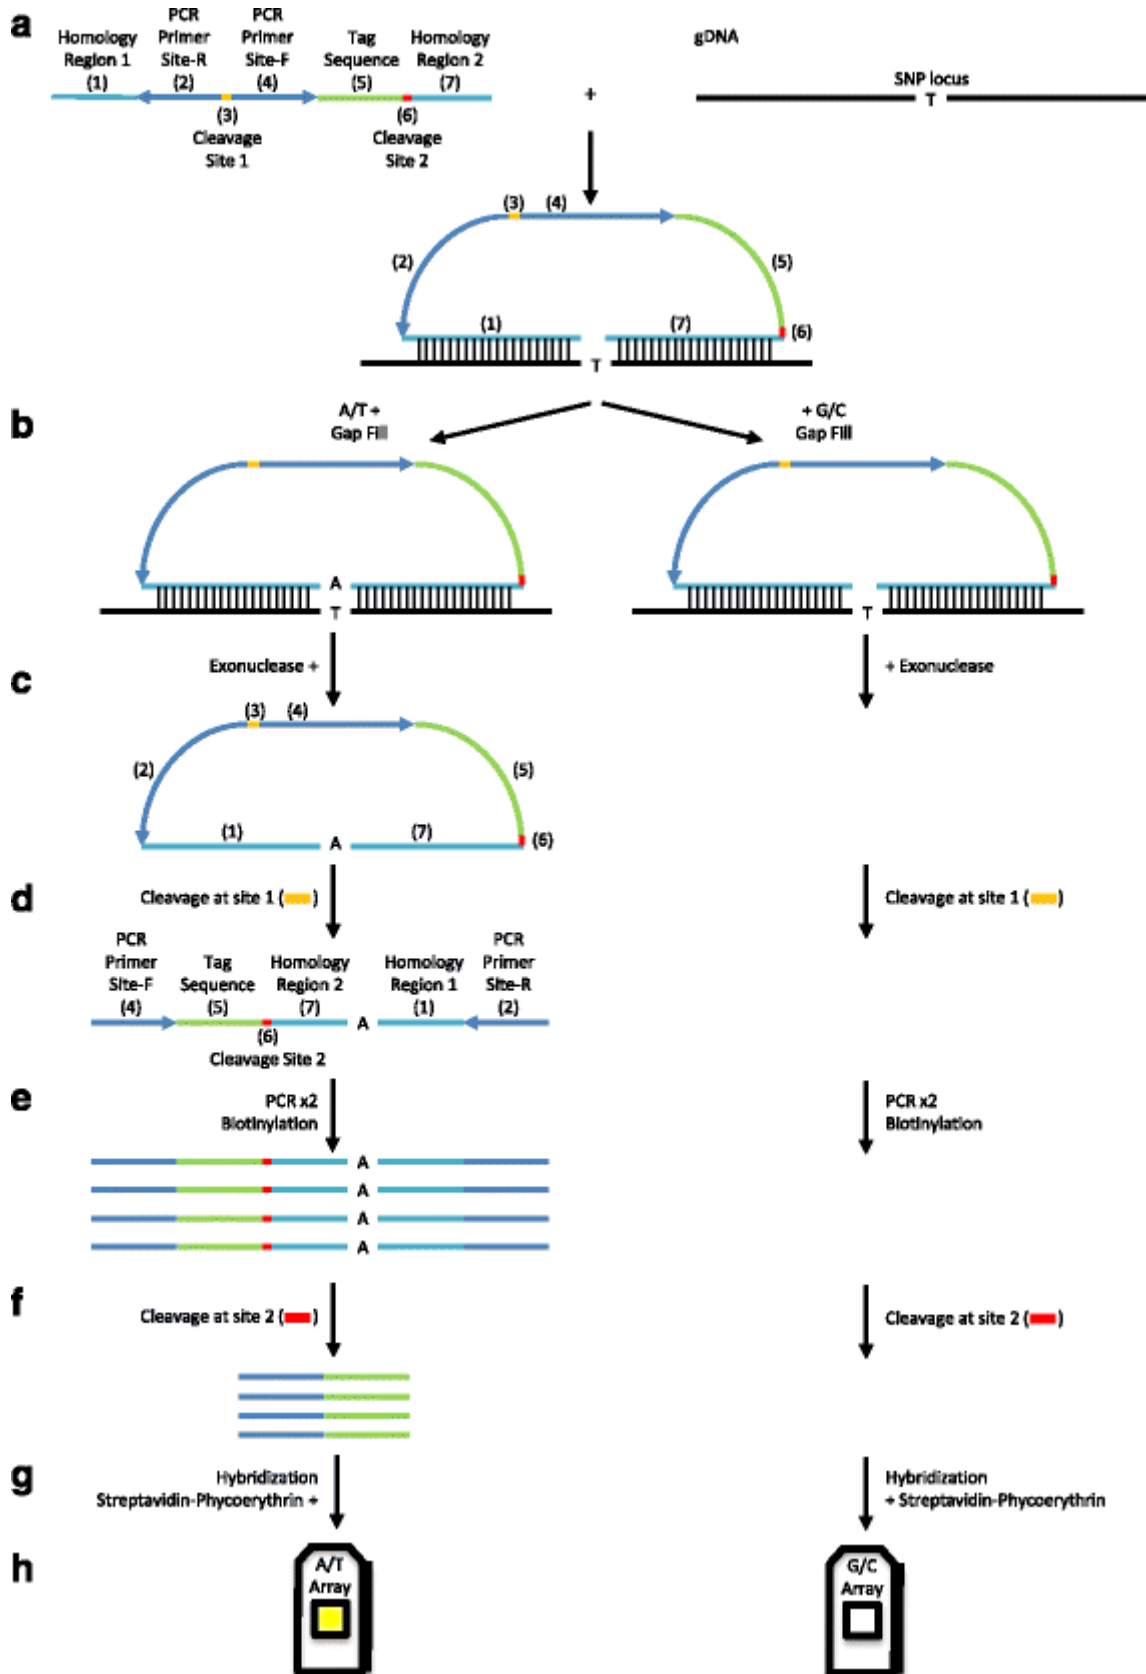 a
Homology
Region 1
(1)
PCR
Primer
Site-R
(2)
PCR
Primer
Site-F
(4)
Tag
Sequence
(5)
Homology
Region 2
(7)
(3)
Cleavage
Site 1
(6)
Cleavage
Site 2
+
gDNA
SNP locus
T
(3)
(4)
(2)
(5)
(1)
(7)
(6)
T
b
A/T +
Gap Fill
+ G/C
Gap Fill
A
T
T
Exonuclease +
+ Exonuclease
c
(3)
(4)
(2)
(5)
(1)
A
(7)
(6)
d
Cleavage at site 1 ( )
Cleavage at site 1 ( )
PCR
Primer
Site-F
(4)
Tag
Sequence
(5)
Homology
Region 2
(7)
Homology
Region 1
(1)
PCR
Primer
Site-R
(2)
A
(6)
Cleavage Site 2
e
PCR x2
Biotinylation
PCR x2
Biotinylation
A
A
A
A
f
Cleavage at site 2 ( )
Cleavage at site 2 ( )
g
Hybridization
Streptavidin-Phycoerythrin +
Hybridization
+ Streptavidin-Phycoerythrin
h
A/T
Array
G/C
Array